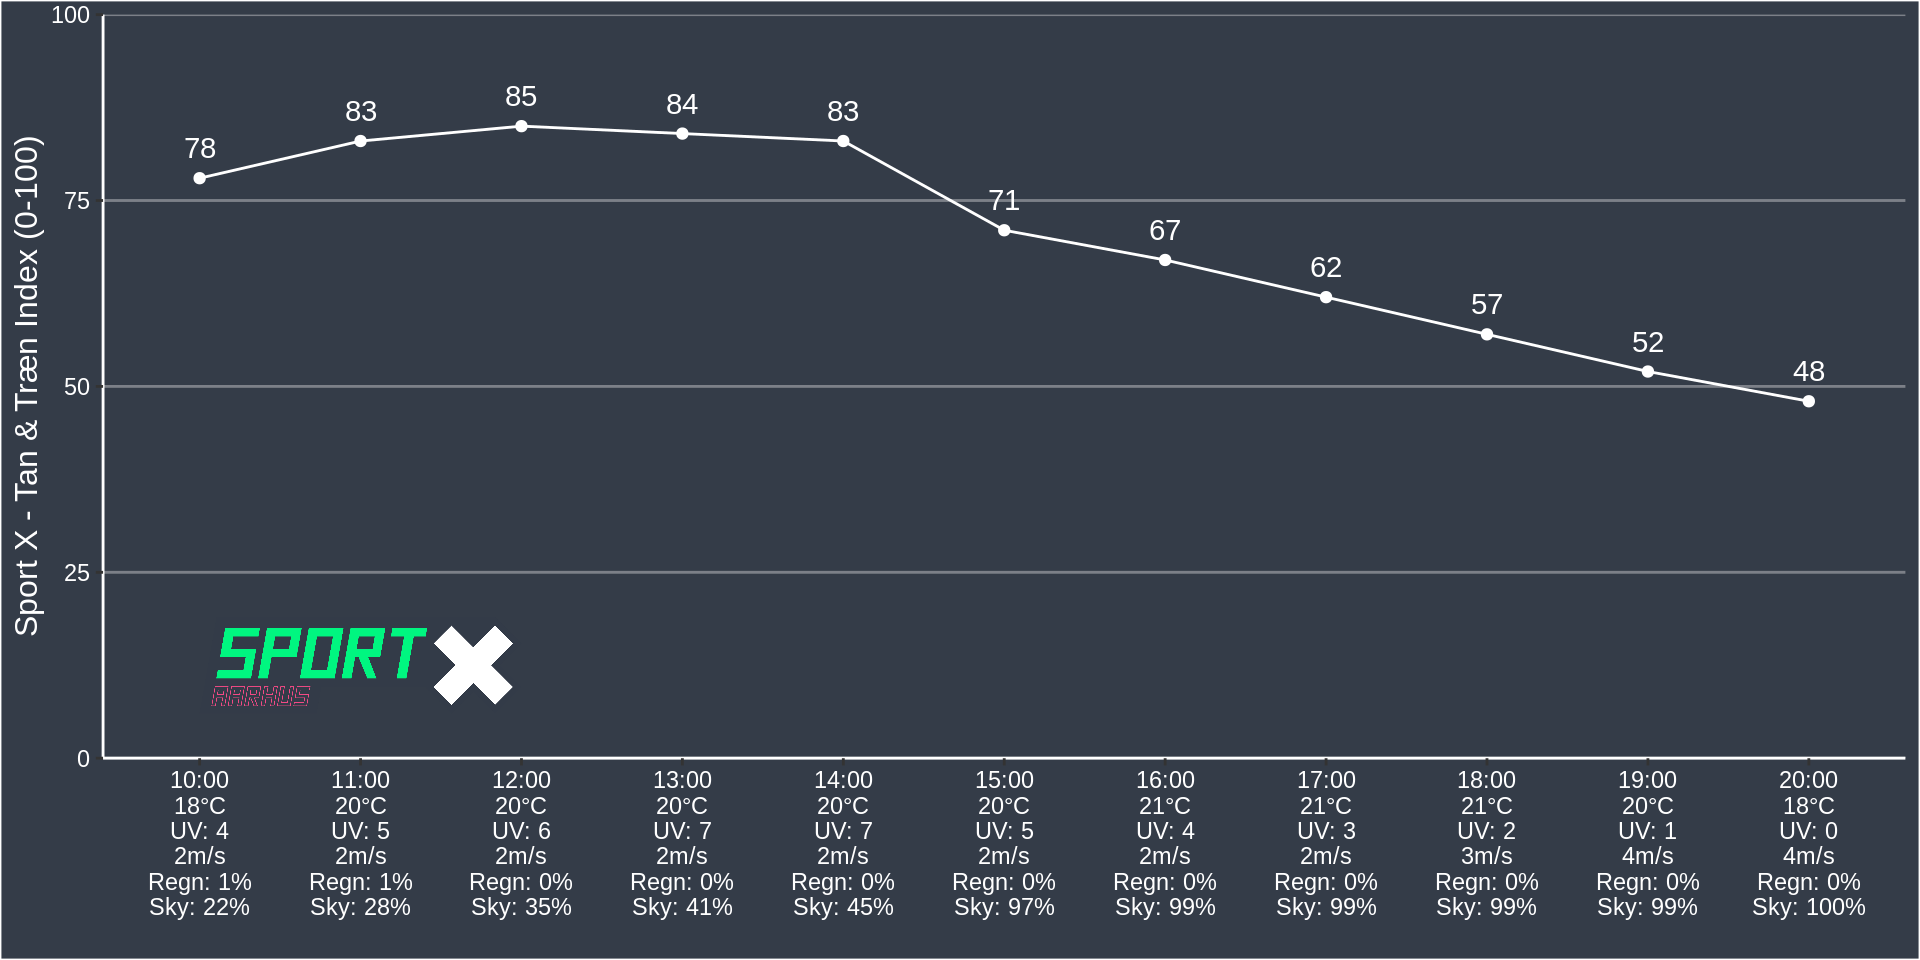 Sport X - Tan & Træn Index (0-100)
100
75
50
25
0
78
83
85
84
83
71
67
62
57
52
48
SPORT X
AARHUS
10:00
18°C
UV: 4
2m/s
Regn: 1%
Sky: 22%
11:00
20°C
UV: 5
2m/s
Regn: 1%
Sky: 28%
12:00
20°C
UV: 6
2m/s
Regn: 0%
Sky: 35%
13:00
20°C
UV: 7
2m/s
Regn: 0%
Sky: 41%
14:00
20°C
UV: 7
2m/s
Regn: 0%
Sky: 45%
15:00
20°C
UV: 5
2m/s
Regn: 0%
Sky: 97%
16:00
21°C
UV: 4
2m/s
Regn: 0%
Sky: 99%
17:00
21°C
UV: 3
2m/s
Regn: 0%
Sky: 99%
18:00
21°C
UV: 2
3m/s
Regn: 0%
Sky: 99%
19:00
20°C
UV: 1
4m/s
Regn: 0%
Sky: 99%
20:00
18°C
UV: 0
4m/s
Regn: 0%
Sky: 100%